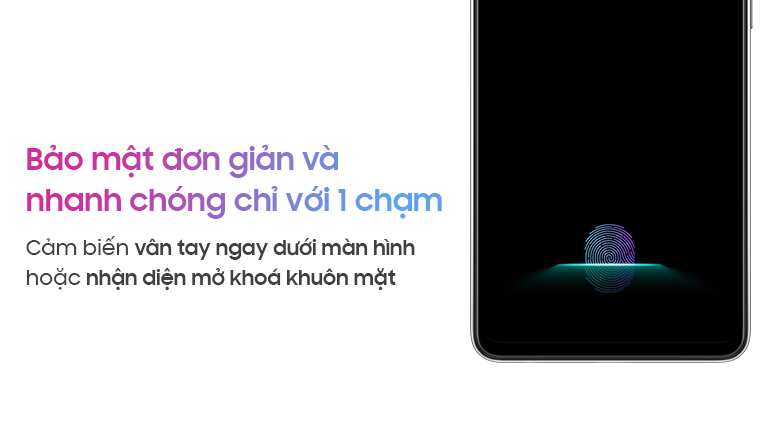 Bảo mật đơn giản và
nhanh chóng chỉ với 1 chạm
Cảm biến vân tay ngay dưới màn hình
hoặc nhận diện mở khoá khuôn mặt